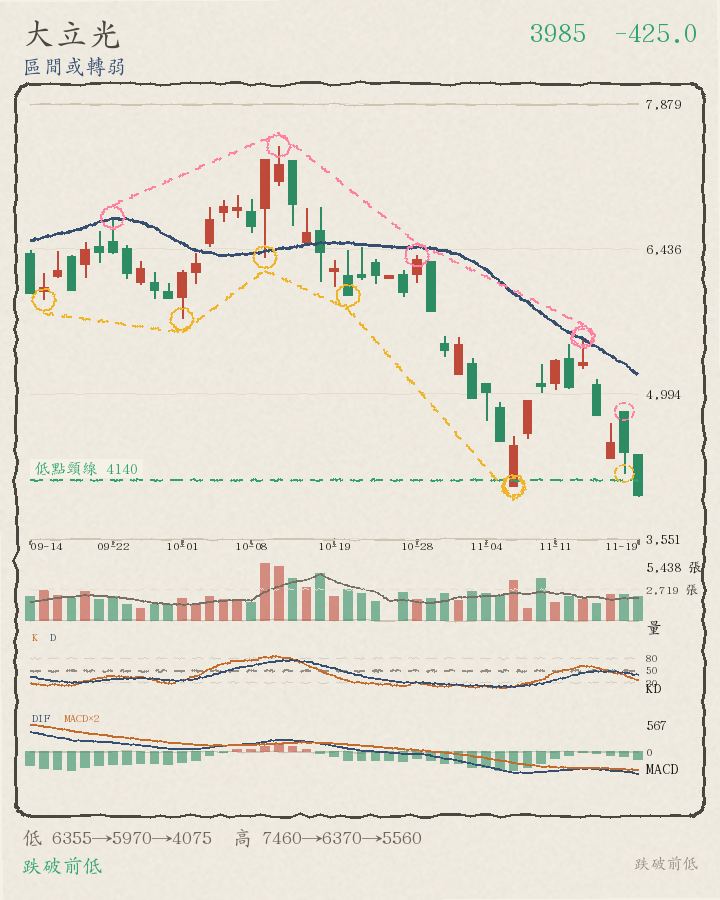 大立光
3985 -425.0
區間或轉弱
7,879
6,436
4,994
低點頸線 4140
3,551
09-14 09-22 10-01 10-08 10-19 10-28 11-04 11-11 11-19
5,438 張
2,719 張
量
K D
80
50
20
KD
DIF MACD×2
567
0
MACD
低 6355→5970→4075 高 7460→6370→5560
跌破前低
跌破前低